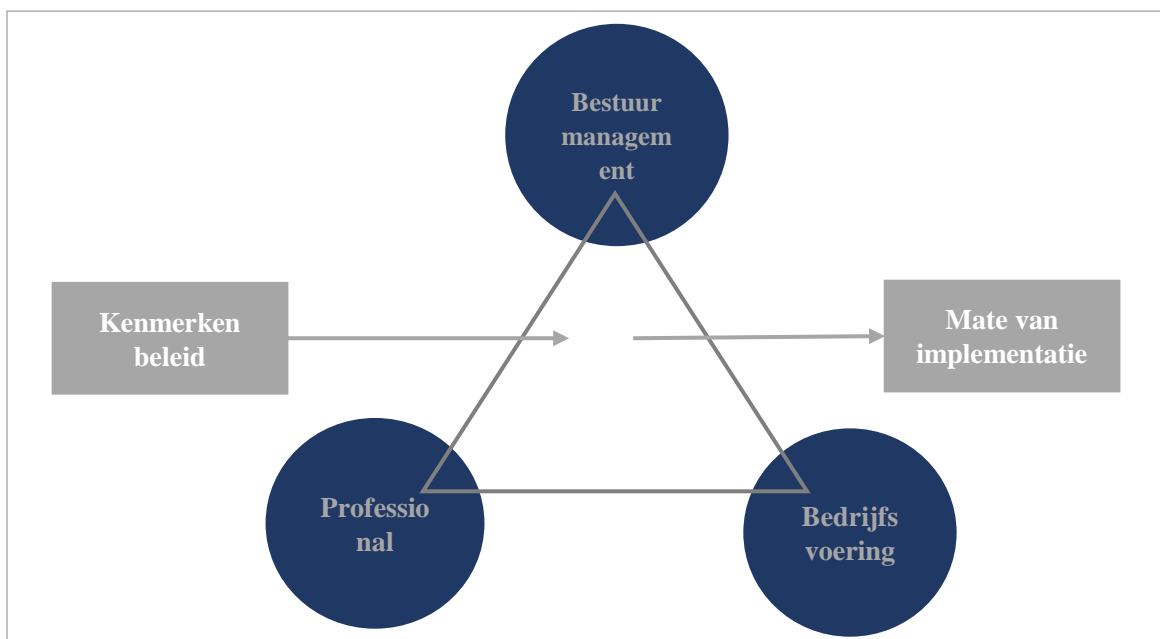 Bestuur
managem
ent
Kenmerken
beleid
Mate van
implementatie
Professio
nal
Bedrijfs
voering